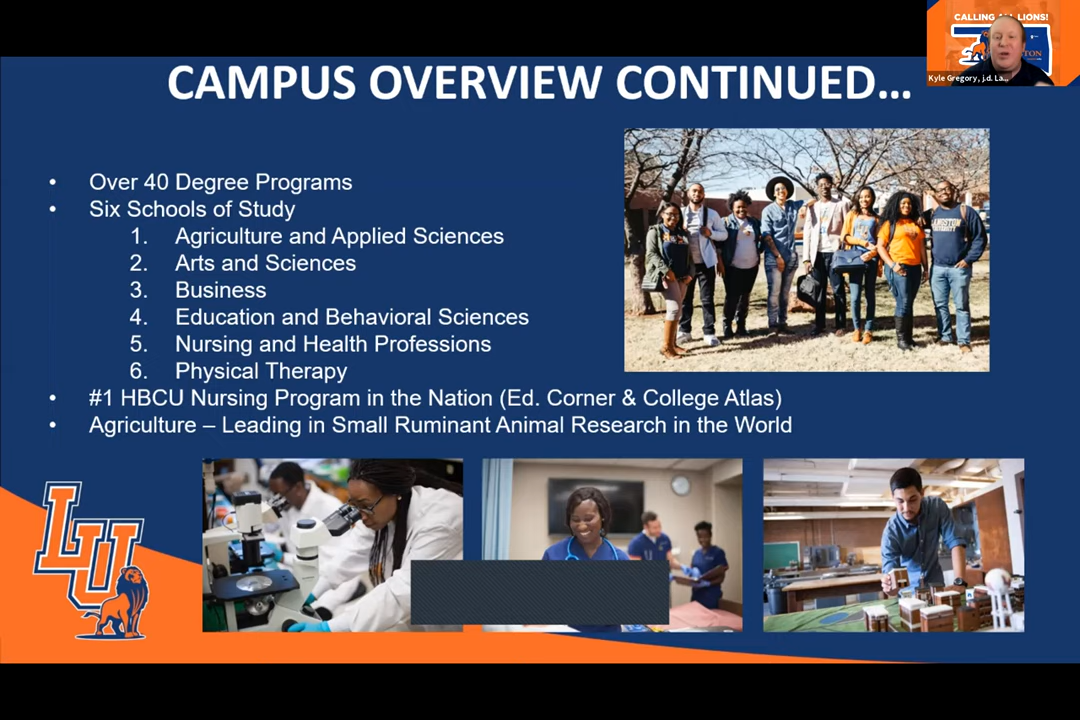 CALLING ALL LIONS!
Kyle Gregory, j.d. La...
CAMPUS OVERVIEW CONTINUED...
• Over 40 Degree Programs
• Six Schools of Study
1. Agriculture and Applied Sciences
2. Arts and Sciences
3. Business
4. Education and Behavioral Sciences
5. Nursing and Health Professions
6. Physical Therapy
• #1 HBCU Nursing Program in the Nation (Ed. Corner & College Atlas)
• Agriculture – Leading in Small Ruminant Animal Research in the World
LU